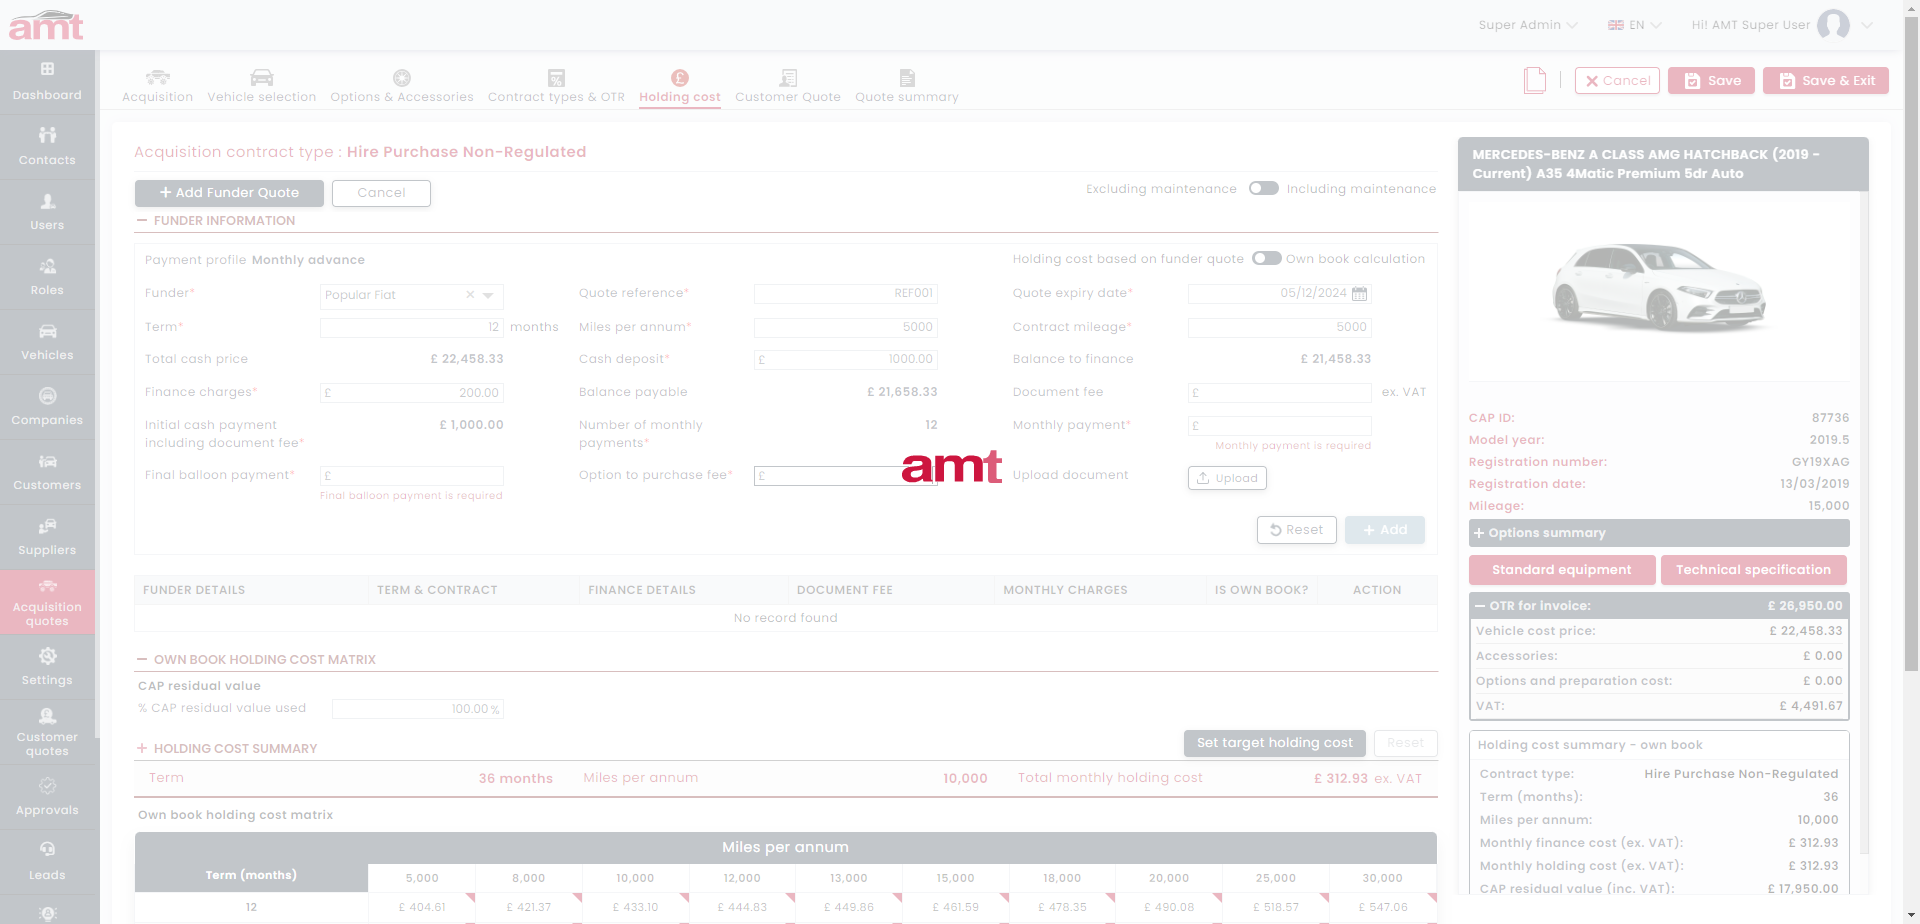 amt
Super Admin
EN
Hi! AMT Super User
Dashboard
Contacts
Users
Roles
Vehicles
Companies
Customers
Suppliers
Acquisition
quotes
Settings
Customer
quotes
Approvals
Leads
Acquisition
Vehicle selection
Options & Accessories
Contract types & OTR
Holding cost
Customer Quote
Quote summary
Cancel
Save
Save & Exit
Acquisition contract type : Hire Purchase Non-Regulated
+ Add Funder Quote
Cancel
Excluding maintenance
Including maintenance
FUNDER INFORMATION
Payment profile Monthly advance
Holding cost based on funder quote
Own book calculation
Funder* Popular Fiat
Quote reference* REF001
Quote expiry date* 05/12/2024
Term* 12 months
Miles per annum* 5000
Contract mileage* 5000
Total cash price £ 22,458.33
Cash deposit* £ 1000.00
Balance to finance £ 21,458.33
Finance charges* £ 200.00
Balance payable £ 21,658.33
Document fee £ ex. VAT
Initial cash payment
including document fee* £ 1,000.00
Number of monthly
payments* 12
Monthly payment* £
Monthly payment is required
Final balloon payment* £
Final balloon payment is required
Option to purchase fee* £
amt
Upload document
Upload
Reset
+ Add
FUNDER DETAILS TERM & CONTRACT FINANCE DETAILS DOCUMENT FEE MONTHLY CHARGES IS OWN BOOK? ACTION
No record found
OWN BOOK HOLDING COST MATRIX
CAP residual value
% CAP residual value used 100.00 %
HOLDING COST SUMMARY
Set target holding cost
Reset
Term 36 months Miles per annum 10,000 Total monthly holding cost £ 312.93 ex. VAT
Own book holding cost matrix
Miles per annum
Term (months) 5,000 8,000 10,000 12,000 13,000 15,000 18,000 20,000 25,000 30,000
12 £ 404.61 £ 421.37 £ 433.10 £ 444.83 £ 449.86 £ 461.59 £ 478.35 £ 490.08 £ 518.57 £ 547.06
MERCEDES-BENZ A CLASS AMG HATCHBACK (2019 -
Current) A35 4Matic Premium 5dr Auto
CAP ID: 87736
Model year: 2019.5
Registration number: GY19XAG
Registration date: 13/03/2019
Mileage: 15,000
+ Options summary
Standard equipment
Technical specification
OTR for invoice: £ 26,950.00
Vehicle cost price: £ 22,458.33
Accessories: £ 0.00
Options and preparation cost: £ 0.00
VAT: £ 4,491.67
Holding cost summary - own book
Contract type: Hire Purchase Non-Regulated
Term (months): 36
Miles per annum: 10,000
Monthly finance cost (ex. VAT): £ 312.93
Monthly holding cost (ex. VAT): £ 312.93
CAP residual value (inc. VAT): £ 17,950.00